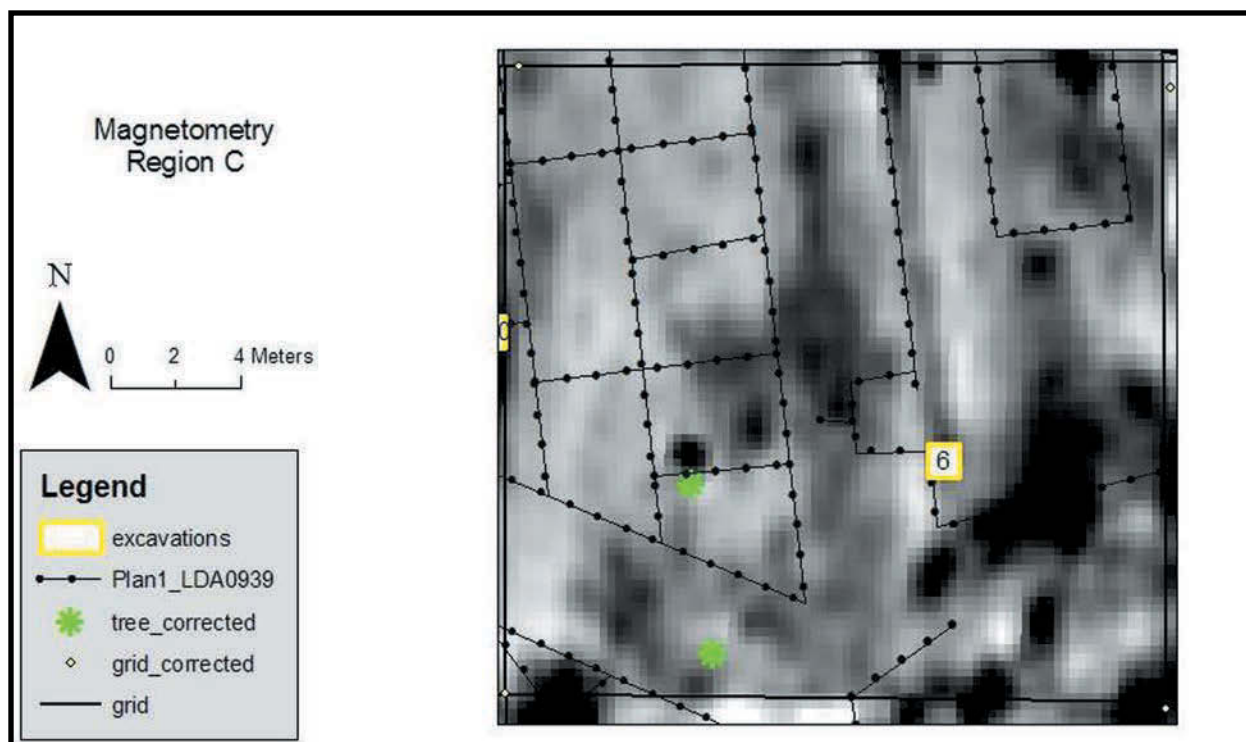 Magnetometry
Region C
N
0 2 4 Meters
Legend
excavations
Plan1_LDA0939
tree_corrected
grid_corrected
grid
6